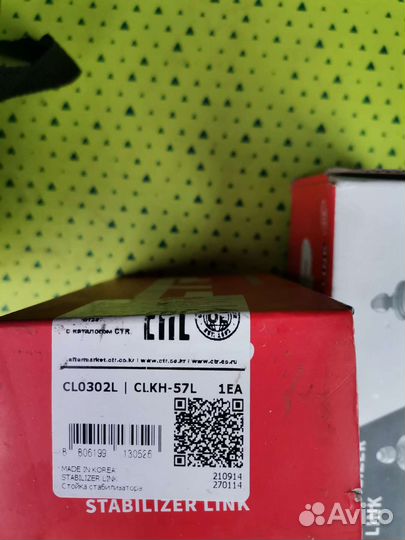 с каталогом CTR.
aftermarket.ctr.co.kr | www.ctr.co.kr / www.ctr-co.ru
CL0302L | CLKH-57L 1EA
8 806199 130526
MADE IN KOREA
STABILIZER LINK
Стойка стабилизатора
210914
270114
STABILIZER LINK
LINK
Avito